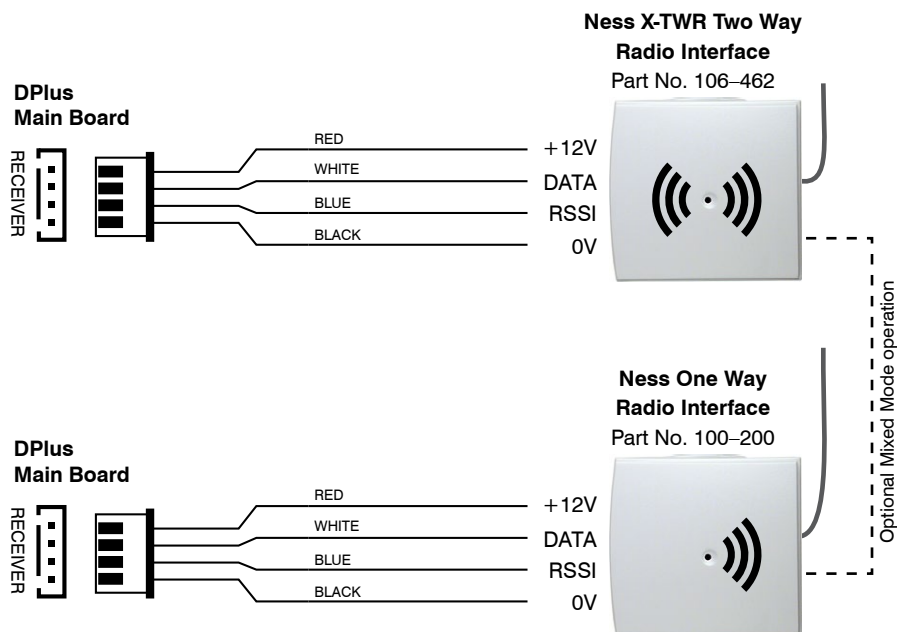 Ness X-TWR Two Way
Radio Interface
Part No. 106–462
DPlus
Main Board
RECEIVER
RED
+12V
WHITE
DATA
BLUE
RSSI
BLACK
0V
Optional Mixed Mode operation
Ness One Way
Radio Interface
Part No. 100–200
DPlus
Main Board
RECEIVER
RED
+12V
WHITE
DATA
BLUE
RSSI
BLACK
0V